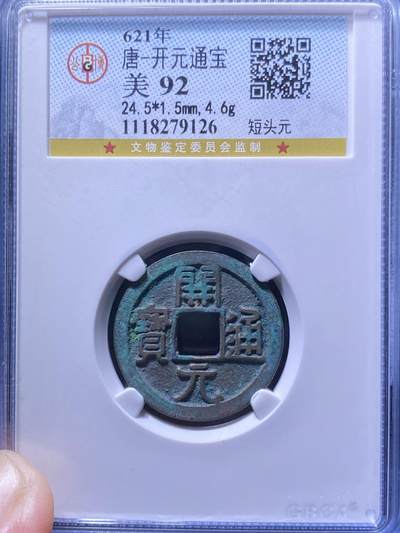 621年
唐-开元通宝
美 92
24.5*1.5mm,4.6g
1118279126
短头元
★ 文物鉴定委员会监制 ★
開
寶 通
元